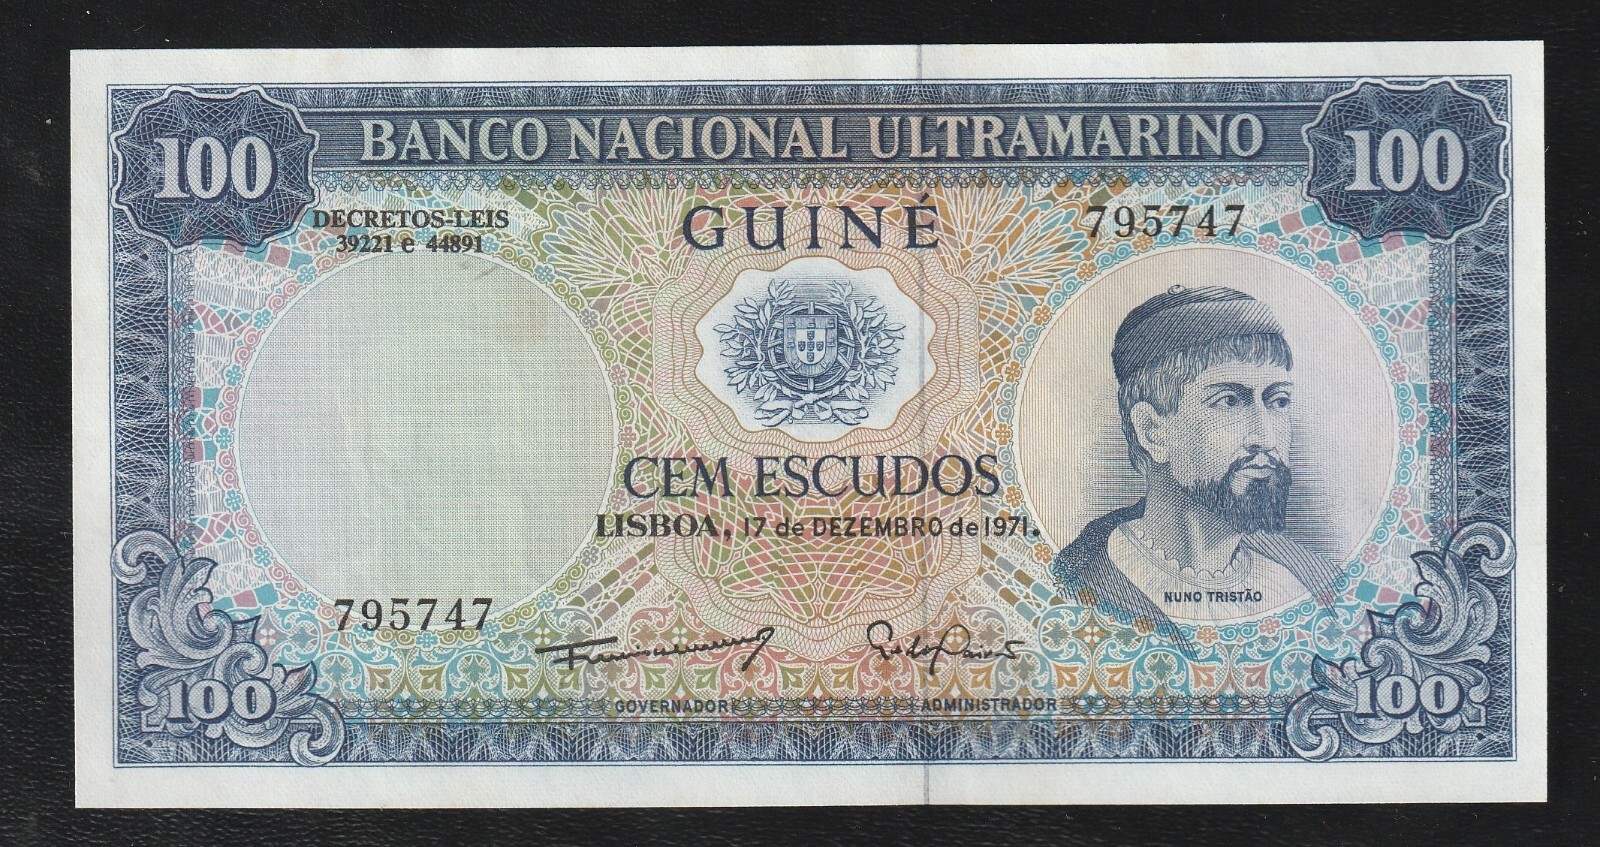 100
BANCO NACIONAL ULTRAMARINO
100
DECRETOS-LEIS
39221 e 44891
GUINÉ
795747
CEM ESCUDOS
LISBOA, 17 de DEZEMBRO de 1971.
NUNO TRISTÃO
795747
GOVERNADOR
ADMINISTRADOR
100
100